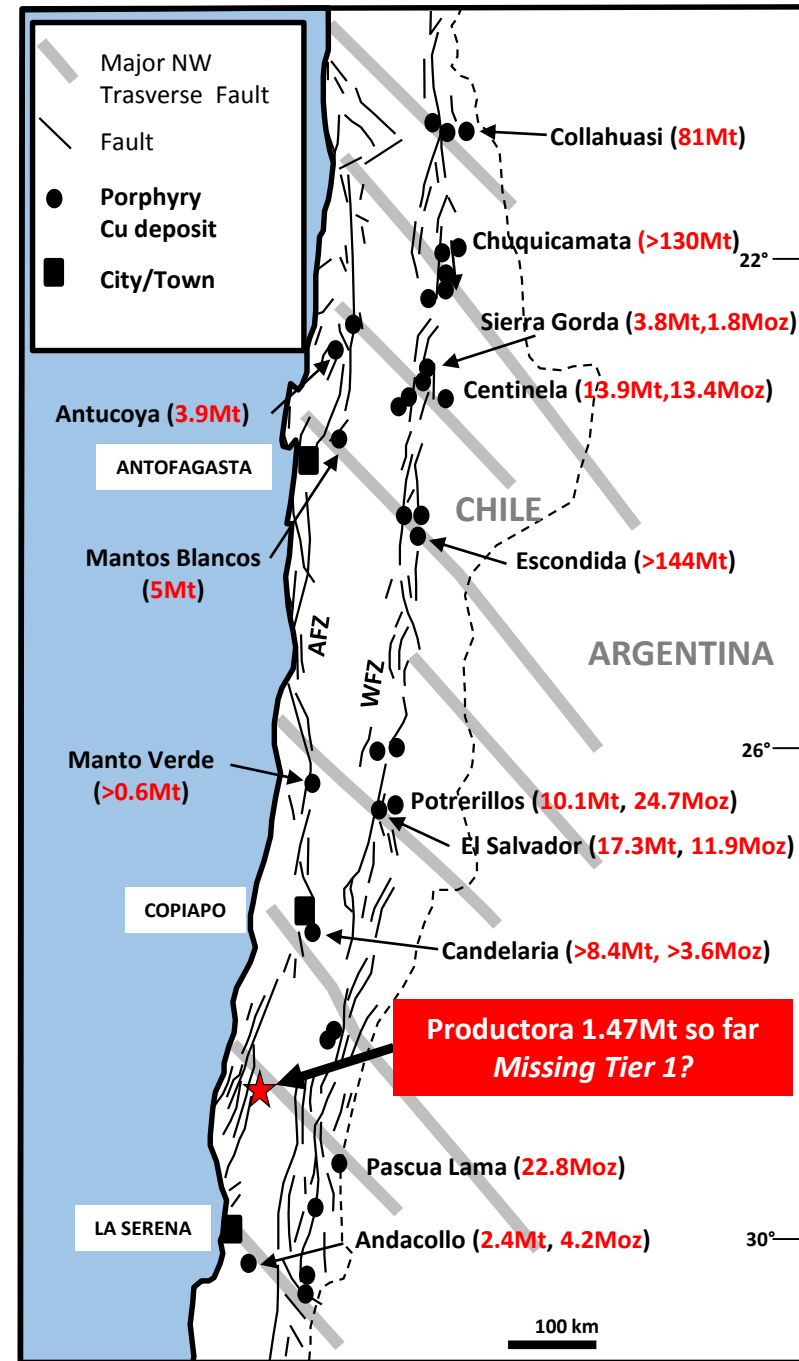 Major NW
Trasverse Fault
Fault
Porphyry
Cu deposit
City/Town
Collahuasi (81Mt)
Chuquicamata (>130Mt)
22°
Sierra Gorda (3.8Mt,1.8Moz)
Centinela (13.9Mt,13.4Moz)
Antucoya (3.9Mt)
ANTOFAGASTA
CHILE
Mantos Blancos
(5Mt)
Escondida (>144Mt)
AFZ
WFZ
ARGENTINA
26°
Manto Verde
(>0.6Mt)
Potrerillos (10.1Mt, 24.7Moz)
El Salvador (17.3Mt, 11.9Moz)
COPIAPO
Candelaria (>8.4Mt, >3.6Moz)
Productora 1.47Mt so far
Missing Tier 1?
Pascua Lama (22.8Moz)
LA SERENA
Andacollo (2.4Mt, 4.2Moz)
30°
100 km